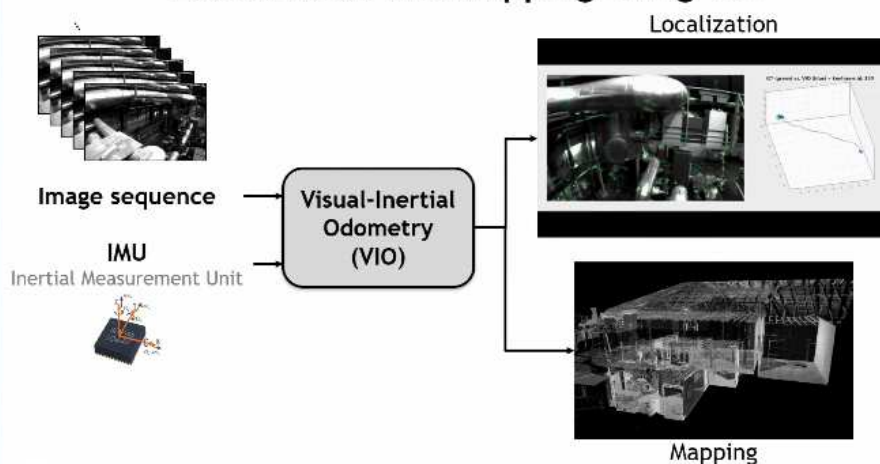 Localization
Image sequence
Visual-Inertial
Odometry
(VIO)
IMU
Inertial Measurement Unit
Mapping